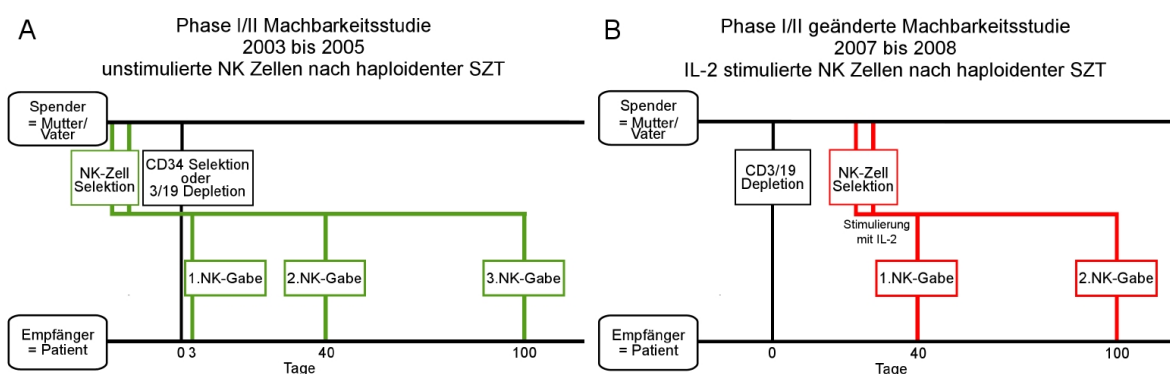 A
Phase I/II Machbarkeitsstudie
2003 bis 2005
unstimulierte NK Zellen nach haploidenter SZT
Spender
= Mutter/
Vater
NK-Zell
Selektion
CD34 Selektion
oder
3/19 Depletion
1.NK-Gabe
2.NK-Gabe
3.NK-Gabe
Empfänger
= Patient
0 3
40
100
Tage
B
Phase I/II geänderte Machbarkeitsstudie
2007 bis 2008
IL-2 stimulierte NK Zellen nach haploidenter SZT
Spender
= Mutter/
Vater
CD3/19
Depletion
NK-Zell
Selektion
Stimulierung
mit IL-2
1.NK-Gabe
2.NK-Gabe
Empfänger
= Patient
0
40
100
Tage